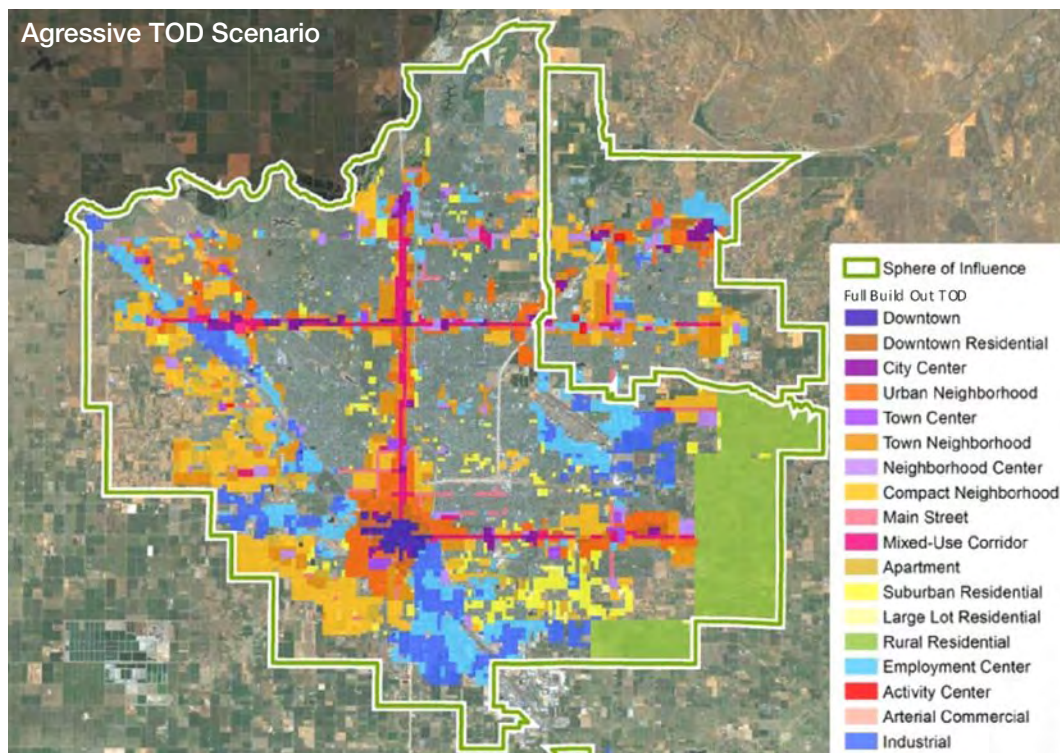 Agressive TOD Scenario
Sphere of Influence
Full Build Out TOD
Downtown
Downtown Residential
City Center
Urban Neighborhood
Town Center
Town Neighborhood
Neighborhood Center
Compact Neighborhood
Main Street
Mixed-Use Corridor
Apartment
Suburban Residential
Large Lot Residential
Rural Residential
Employment Center
Activity Center
Arterial Commercial
Industrial